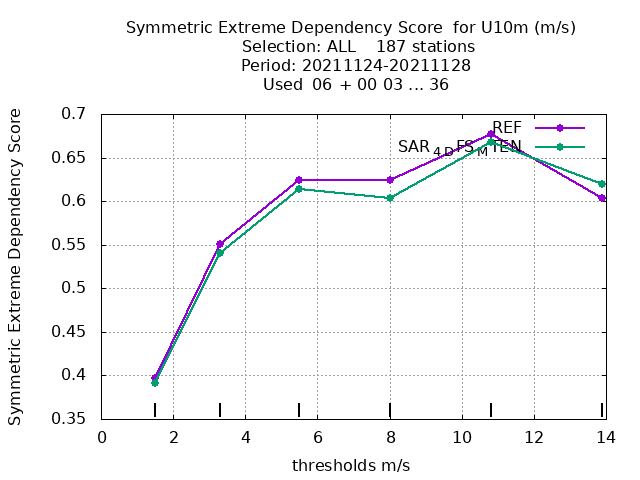 Symmetric Extreme Dependency Score for U10m (m/s)
Selection: ALL 187 stations
Period: 20211124-20211128
Used 06 + 00 03 ... 36
Symmetric Extreme Dependency Score
0.7
0.65
0.6
0.55
0.5
0.45
0.4
0.35
REF
SAR4DFSMTEN
0 2 4 6 8 10 12 14
thresholds m/s